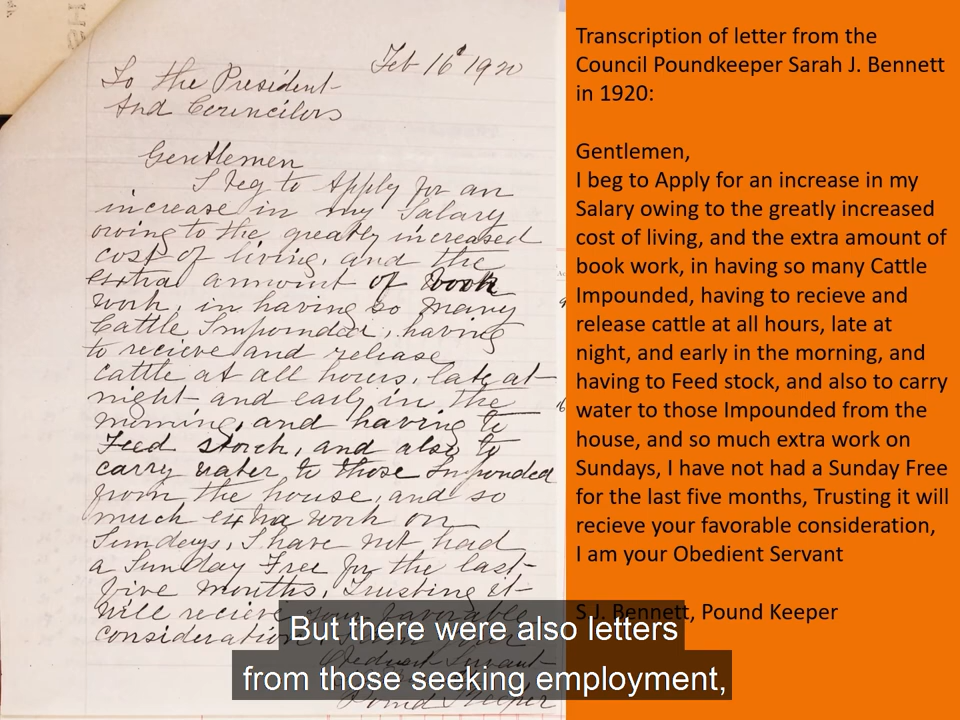 Feb 16 1920
To the President
And Councilors
Gentlemen
I beg to Apply for an
increase in my Salary
owing to the greatly increased
cost of living, and the
extra amount of book
work, in having so many
Cattle Impounded, having
to recieve and release
cattle at all hours, late at
night and early in the
morning, and having to
Feed stock, and also to
carry water to those Impounded
from the house, and so
much extra work on
Sundays, I have not had
a Sunday Free for the last
five months, Trusting it
will recieve your favorable
consideration,
Obedient Servant
Pound Keeper
Transcription of letter from the
Council Poundkeeper Sarah J. Bennett
in 1920:
Gentlemen,
I beg to Apply for an increase in my
Salary owing to the greatly increased
cost of living, and the extra amount of
book work, in having so many Cattle
Impounded, having to recieve and
release cattle at all hours, late at
night, and early in the morning, and
having to Feed stock, and also to carry
water to those Impounded from the
house, and so much extra work on
Sundays, I have not had a Sunday Free
for the last five months, Trusting it will
recieve your favorable consideration,
I am your Obedient Servant
S.J. Bennett, Pound Keeper
But there were also letters
from those seeking employment,